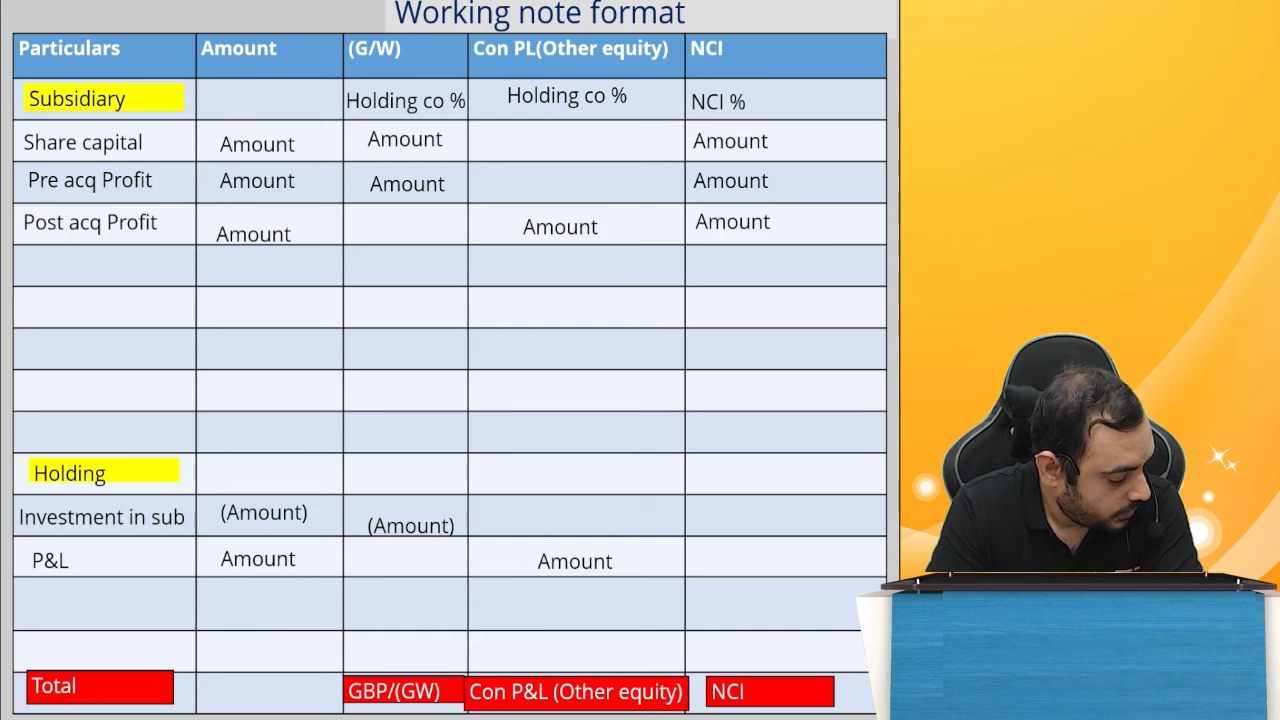 Working note format
Particulars Amount (G/W) Con PL(Other equity) NCI
Subsidiary Holding co % Holding co % NCI %
Share capital Amount Amount Amount
Pre acq Profit Amount Amount Amount
Post acq Profit Amount Amount Amount
Holding
Investment in sub (Amount) (Amount)
P&L Amount Amount
Total GBP/(GW) Con P&L (Other equity) NCI